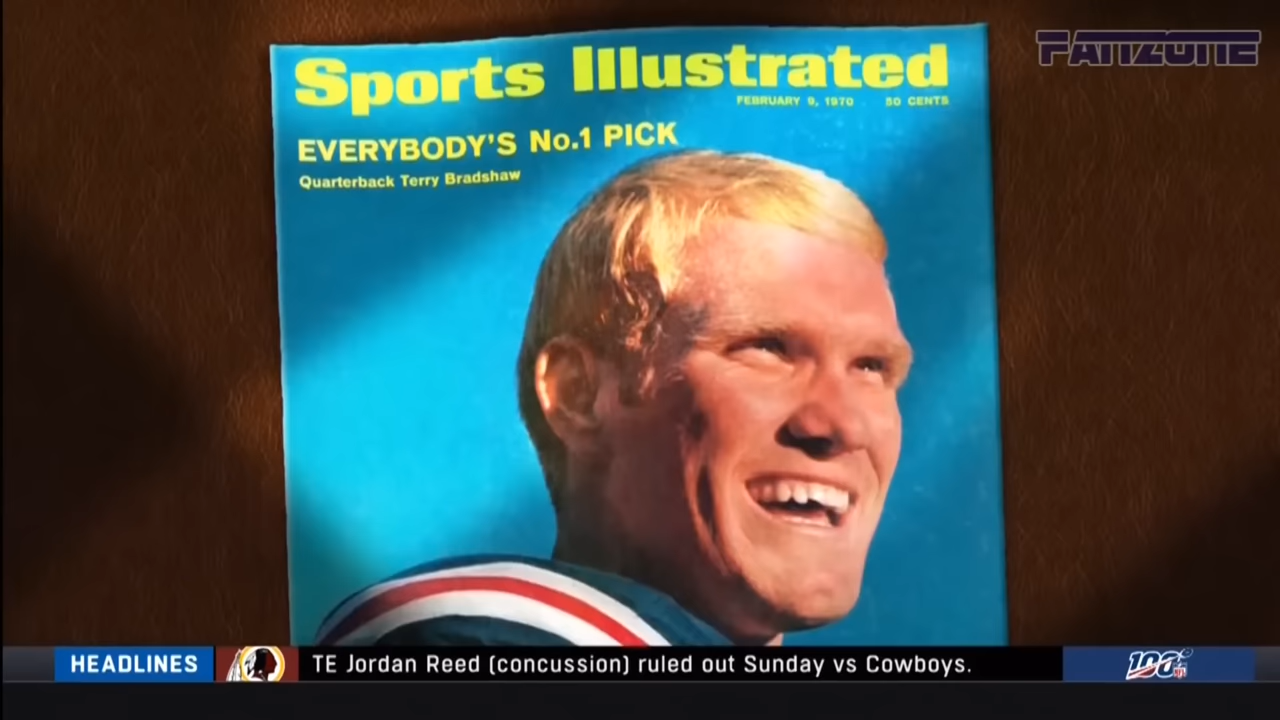 FANZONE
Sports Illustrated
FEBRUARY 9, 1970 50 CENTS
EVERYBODY'S No.1 PICK
Quarterback Terry Bradshaw
HEADLINES TE Jordan Reed (concussion) ruled out Sunday vs Cowboys. 100 NFL